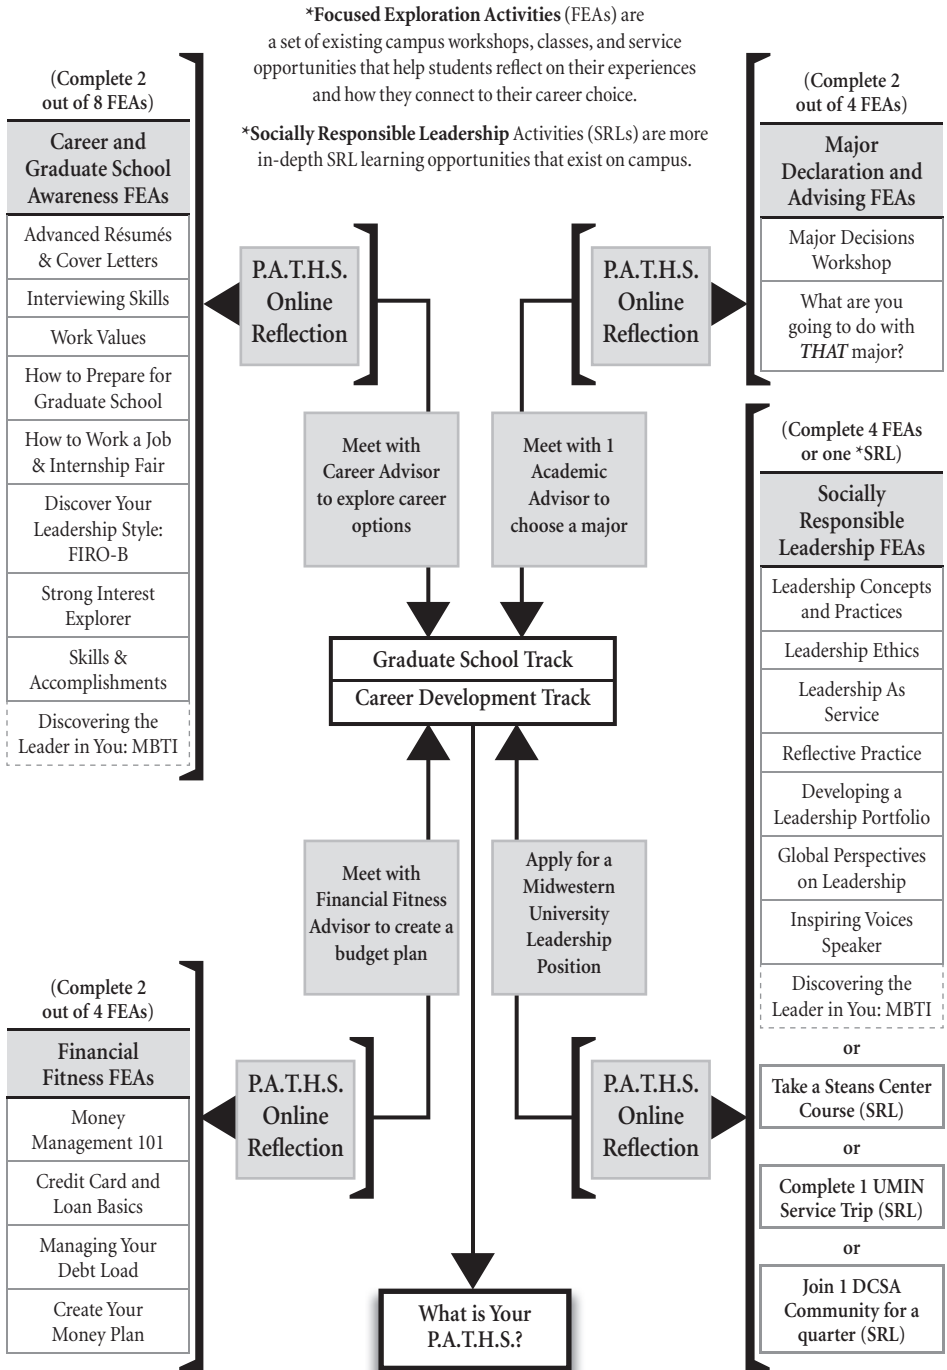 *Focused Exploration Activities (FEAs) are
a set of existing campus workshops, classes, and service
opportunities that help students reflect on their experiences
and how they connect to their career choice.
*Socially Responsible Leadership Activities (SRLs) are more
in-depth SRL learning opportunities that exist on campus.
(Complete 2
out of 8 FEAs)
Career and
Graduate School
Awareness FEAs
Advanced Résumés
& Cover Letters
Interviewing Skills
Work Values
How to Prepare for
Graduate School
How to Work a Job
& Internship Fair
Discover Your
Leadership Style:
FIRO-B
Strong Interest
Explorer
Skills &
Accomplishments
Discovering the
Leader in You: MBTI
P.A.T.H.S.
Online
Reflection
Meet with
Career Advisor
to explore career
options
(Complete 2
out of 4 FEAs)
Major
Declaration and
Advising FEAs
Major Decisions
Workshop
What are you
going to do with
THAT major?
P.A.T.H.S.
Online
Reflection
Meet with 1
Academic
Advisor to
choose a major
Graduate School Track
Career Development Track
(Complete 2
out of 4 FEAs)
Financial
Fitness FEAs
Money
Management 101
Credit Card and
Loan Basics
Managing Your
Debt Load
Create Your
Money Plan
P.A.T.H.S.
Online
Reflection
Meet with
Financial Fitness
Advisor to create a
budget plan
(Complete 4 FEAs
or one *SRL)
Socially
Responsible
Leadership FEAs
Leadership Concepts
and Practices
Leadership Ethics
Leadership As
Service
Reflective Practice
Developing a
Leadership Portfolio
Global Perspectives
on Leadership
Inspiring Voices
Speaker
Discovering the
Leader in You: MBTI
or
Take a Steans Center
Course (SRL)
or
Complete 1 UMIN
Service Trip (SRL)
or
Join 1 DCSA
Community for a
quarter (SRL)
P.A.T.H.S.
Online
Reflection
Apply for a
Midwestern
University
Leadership
Position
What is Your
P.A.T.H.S.?